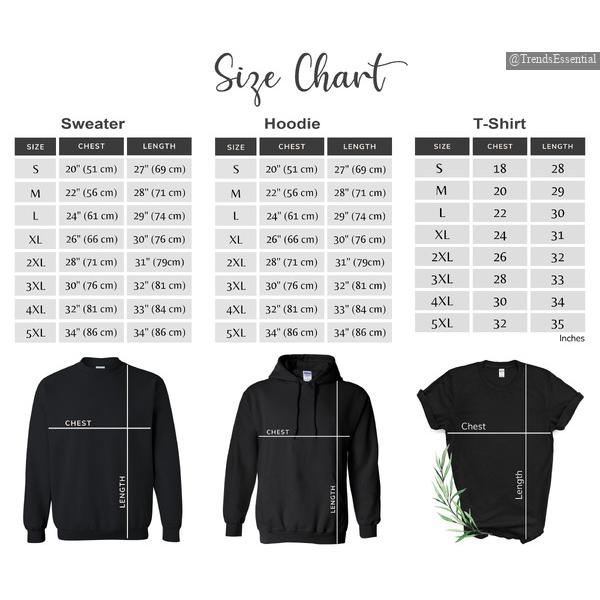 @TrendsEssential
Size Chart
Sweater
SIZE CHEST LENGTH
S 20" (51 cm) 27" (69 cm)
M 22" (56 cm) 28" (71 cm)
L 24" (61 cm) 29" (74 cm)
XL 26" (66 cm) 30" (76 cm)
2XL 28" (71 cm) 31" (79cm)
3XL 30" (76 cm) 32" (81 cm)
4XL 32" (81 cm) 33" (84 cm)
5XL 34" (86 cm) 34" (86 cm)
Hoodie
SIZE CHEST LENGTH
S 20" (51 cm) 27" (69 cm)
M 22" (56 cm) 28" (71 cm)
L 24" (61 cm) 29" (74 cm)
XL 26" (66 cm) 30" (76 cm)
2XL 28" (71 cm) 31" (79cm)
3XL 30" (76 cm) 32" (81 cm)
4XL 32" (81 cm) 33" (84 cm)
5XL 34" (86 cm) 34" (86 cm)
T-Shirt
SIZE CHEST LENGTH
S 18 28
M 20 29
L 22 30
XL 24 31
2XL 26 32
3XL 28 33
4XL 30 34
5XL 32 35
Inches
CHEST
LENGTH
CHEST
LENGTH
Chest
Length